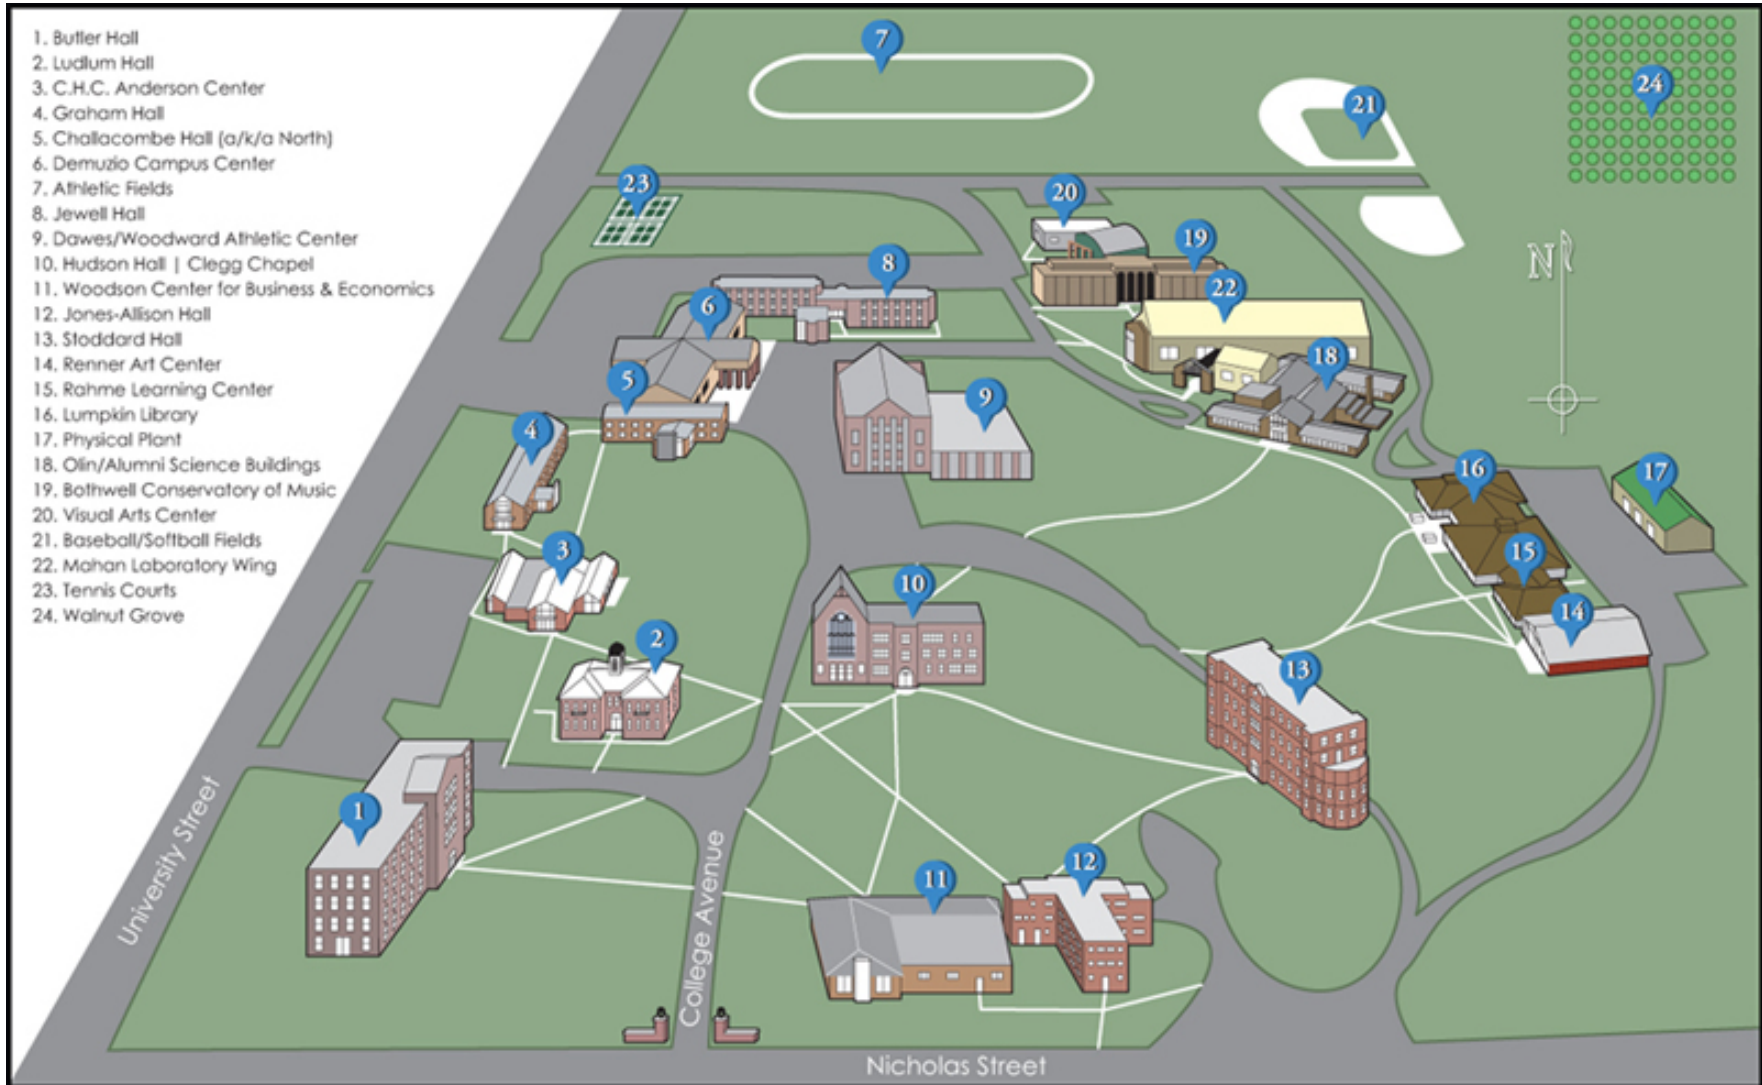 1. Butler Hall
2. Ludlum Hall
3. C.H.C. Anderson Center
4. Graham Hall
5. Challacombe Hall (a/k/a North)
6. Demuzio Campus Center
7. Athletic Fields
8. Jewell Hall
9. Dawes/Woodward Athletic Center
10. Hudson Hall | Clegg Chapel
11. Woodson Center for Business & Economics
12. Jones-Allison Hall
13. Stoddard Hall
14. Renner Art Center
15. Rahme Learning Center
16. Lumpkin Library
17. Physical Plant
18. Olin/Alumni Science Buildings
19. Bothwell Conservatory of Music
20. Visual Arts Center
21. Baseball/Softball Fields
22. Mahan Laboratory Wing
23. Tennis Courts
24. Walnut Grove
7
24
21
23
20
19
8
22
6
N
18
5
9
4
16
17
3
15
10
14
2
13
1
12
11
University Street
College Avenue
Nicholas Street